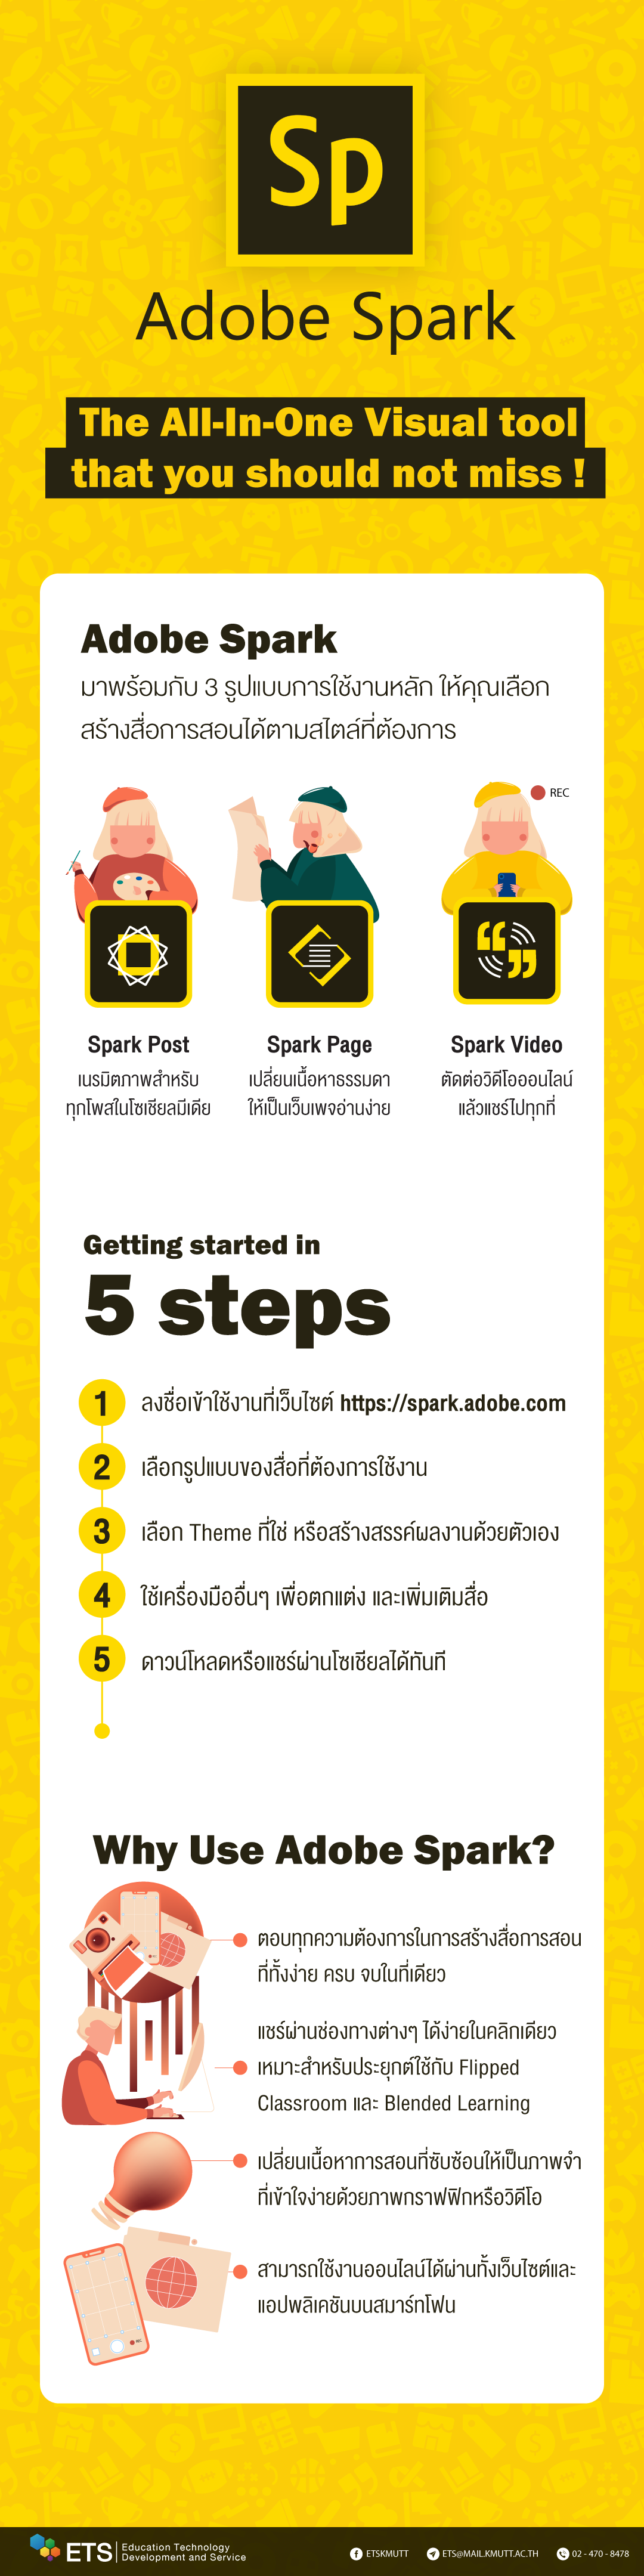 Sp
Adobe Spark
The All-In-One Visual tool
that you should not miss !
Adobe Spark
มาพร้อมกับ 3 รูปแบบการใช้งานหลัก ให้คุณเลือก
สร้างสื่อการสอนได้ตามสไตล์ที่ต้องการ
REC
Spark Post
เนรมิตภาพสำหรับ
ทุกโพสในโซเชียลมีเดีย
Spark Page
เปลี่ยนเนื้อหาธรรมดา
ให้เป็นเว็บเพจอ่านง่าย
Spark Video
ตัดต่อวิดีโอออนไลน์
แล้วแชร์ไปทุกที่
Getting started in
5 steps
1 ลงชื่อเข้าใช้งานที่เว็บไซต์ https://spark.adobe.com
2 เลือกรูปแบบของสื่อที่ต้องการใช้งาน
3 เลือก Theme ที่ใช่ หรือสร้างสรรค์ผลงานด้วยตัวเอง
4 ใช้เครื่องมืออื่นๆ เพื่อตกแต่ง และเพิ่มเติมสื่อ
5 ดาวน์โหลดหรือแชร์ผ่านโซเชียลได้ทันที
Why Use Adobe Spark?
ตอบทุกความต้องการในการสร้างสื่อการสอน
ที่ทั้งง่าย ครบ จบในที่เดียว
แชร์ผ่านช่องทางต่างๆ ได้ง่ายในคลิกเดียว
เหมาะสำหรับประยุกต์ใช้กับ Flipped
Classroom และ Blended Learning
เปลี่ยนเนื้อหาการสอนที่ซับซ้อนให้เป็นภาพจำ
ที่เข้าใจง่ายด้วยภาพกราฟฟิกหรือวิดีโอ
สามารถใช้งานออนไลน์ได้ผ่านทั้งเว็บไซต์และ
แอปพลิเคชันบนสมาร์ทโฟน
ETS Education Technology
Development and Service
ETSKMUTT
ETS@MAIL.KMUTT.AC.TH
02 - 470 - 8478